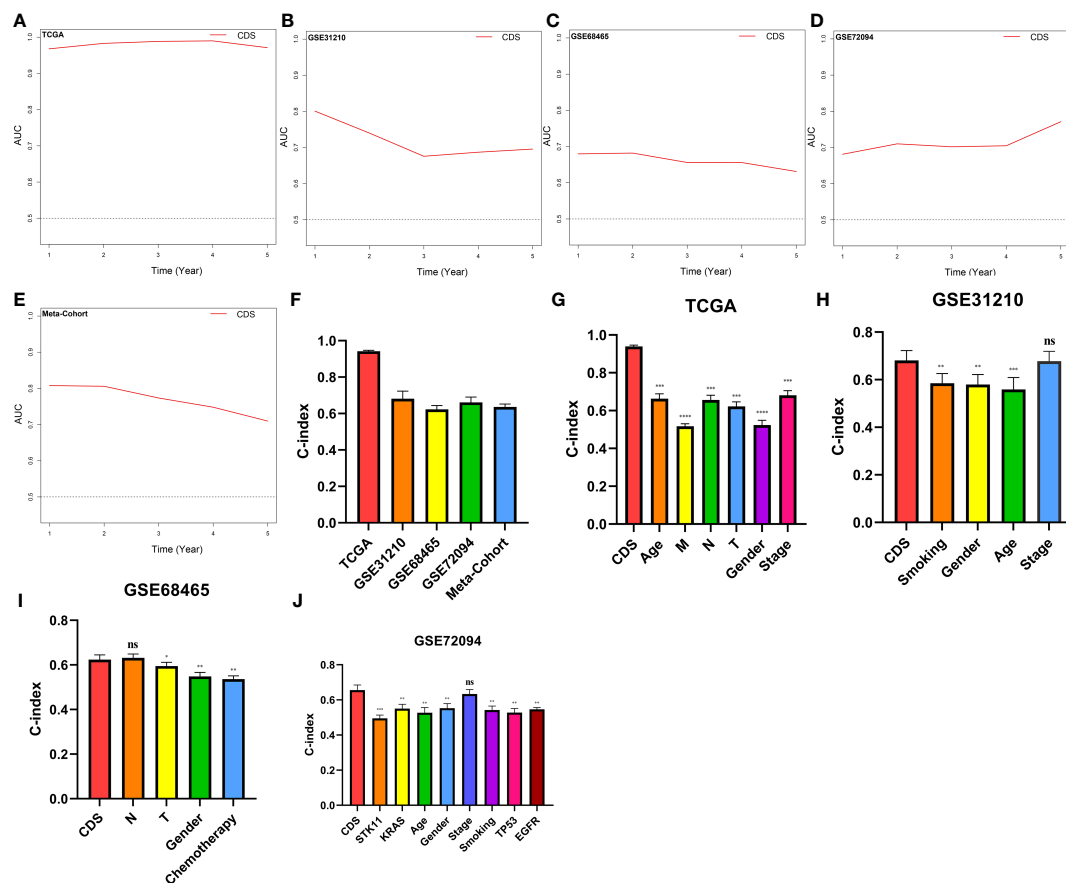 A
TCGA
CDS
AUC
1.0
0.9
0.8
0.7
0.6
0.5
1 2 3 4 5
Time (Year)
B
GSE31210
CDS
AUC
1.0
0.9
0.8
0.7
0.6
0.5
1 2 3 4 5
Time (Year)
C
GSE68465
CDS
AUC
1.0
0.9
0.8
0.7
0.6
0.5
1 2 3 4 5
Time (Year)
D
GSE72094
CDS
AUC
1.0
0.9
0.8
0.7
0.6
0.5
1 2 3 4 5
Time (Year)
E
Meta-Cohort
CDS
AUC
1.0
0.9
0.8
0.7
0.6
0.5
1 2 3 4 5
Time (Year)
F
C-index
1.0
0.8
0.6
0.4
0.2
0.0
TCGA
GSE31210
GSE68465
GSE72094
Meta-Cohort
G
TCGA
C-index
1.0
0.8
0.6
0.4
0.2
0.0
*** **** *** *** **** ***
CDS
Age
M
N
T
Gender
Stage
H
GSE31210
C-index
0.8
0.6
0.4
0.2
0.0
** ** *** ns
CDS
Smoking
Gender
Age
Stage
I
GSE68465
C-index
0.8
0.6
0.4
0.2
0.0
ns * ** **
CDS
N
T
Gender
Chemotherapy
J
GSE72094
C-index
0.8
0.6
0.4
0.2
0.0
*** ** ** ** ns ** ** **
CDS
STK11
KRAS
Age
Gender
Stage
Smoking
TP53
EGFR